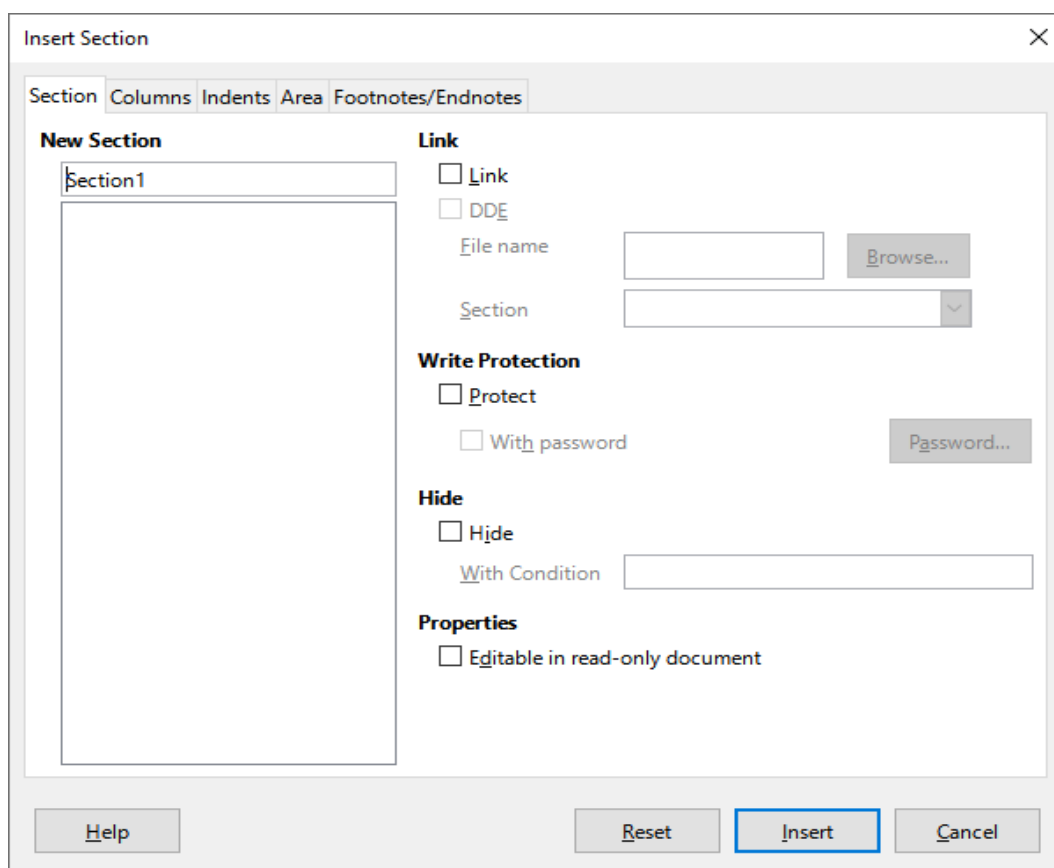 Insert Section
Section Columns Indents Area Footnotes/Endnotes
New Section
Section1
Link
Link
DDE
File name
Browse...
Section
Write Protection
Protect
With password
Password...
Hide
Hide
With Condition
Properties
Editable in read-only document
Help
Reset
Insert
Cancel